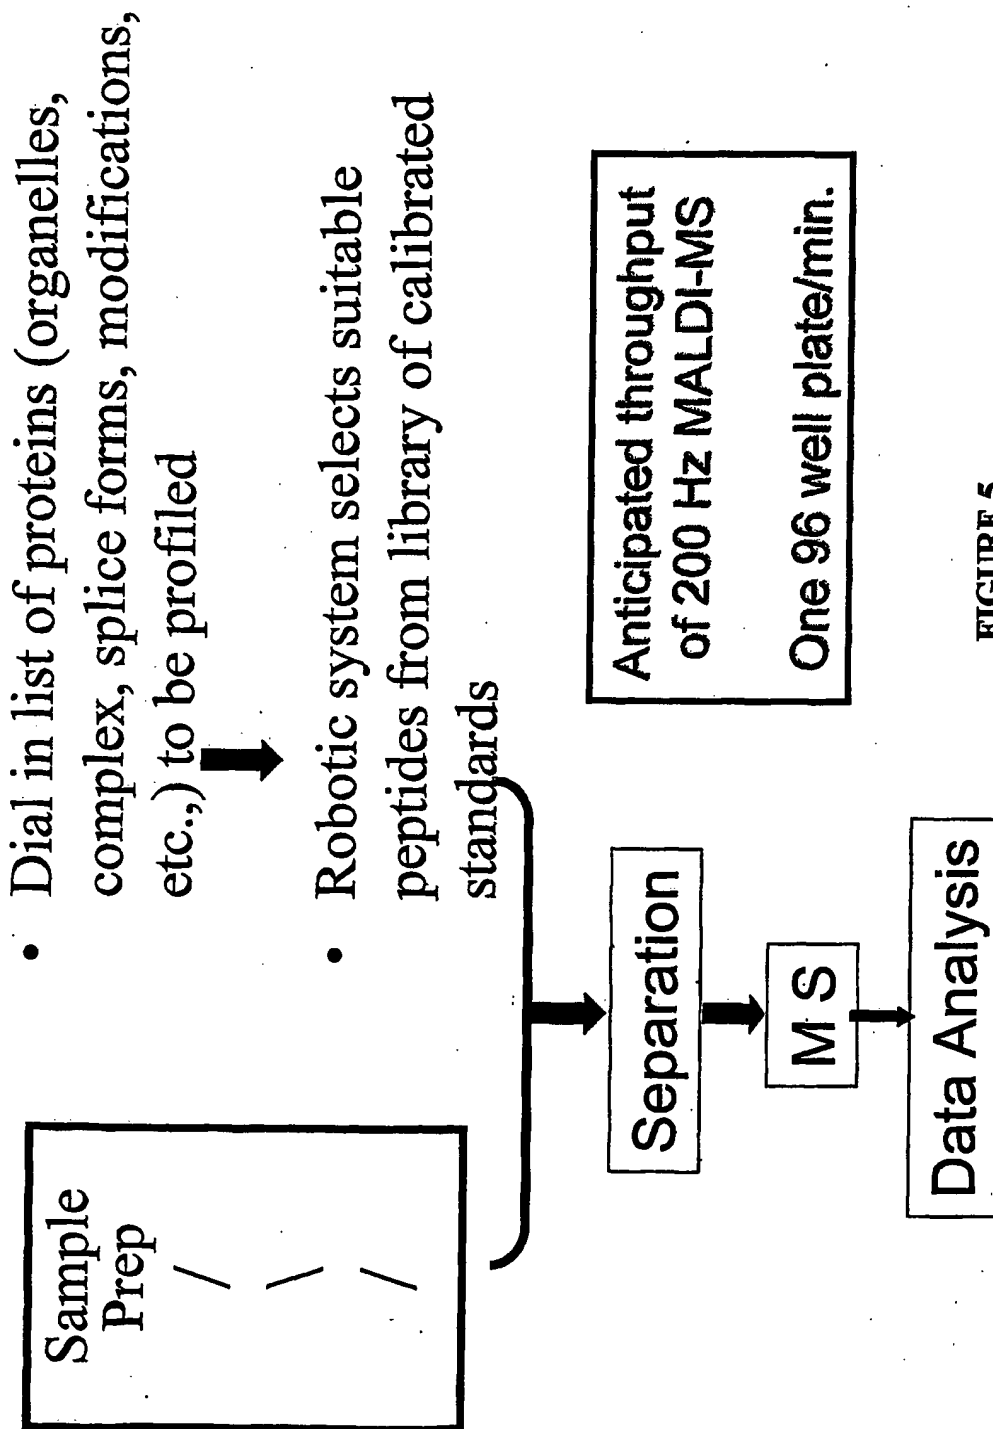 • Dial in list of proteins (organelles,
complex, splice forms, modifications,
etc.,) to be profiled
• Robotic system selects suitable
peptides from library of calibrated
standards
Sample
Prep
Separation
M S
Data Analysis
Anticipated throughput
of 200 Hz MALDI-MS
One 96 well plate/min.
FIGURE 5